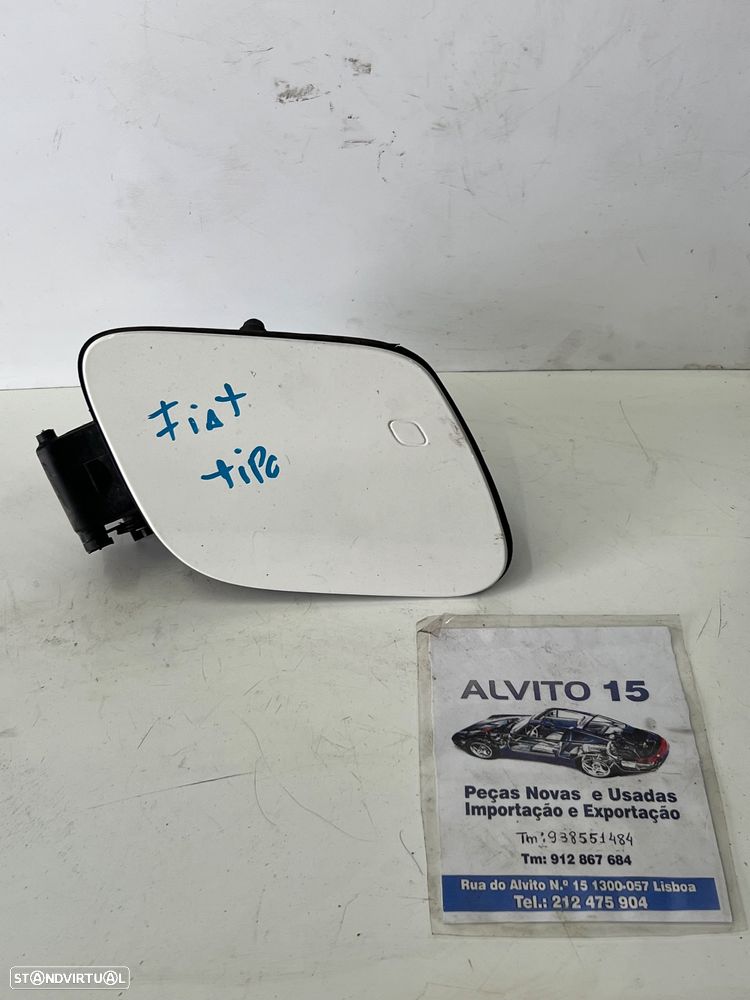 Fiat
tipo
ALVITO 15
Peças Novas e Usadas
Importação e Exportação
Tm: 938551484
Tm: 912 867 684
Rua do Alvito N.º 15 1300-057 Lisboa
Tel.: 212 475 904
STANDVIRTUAL